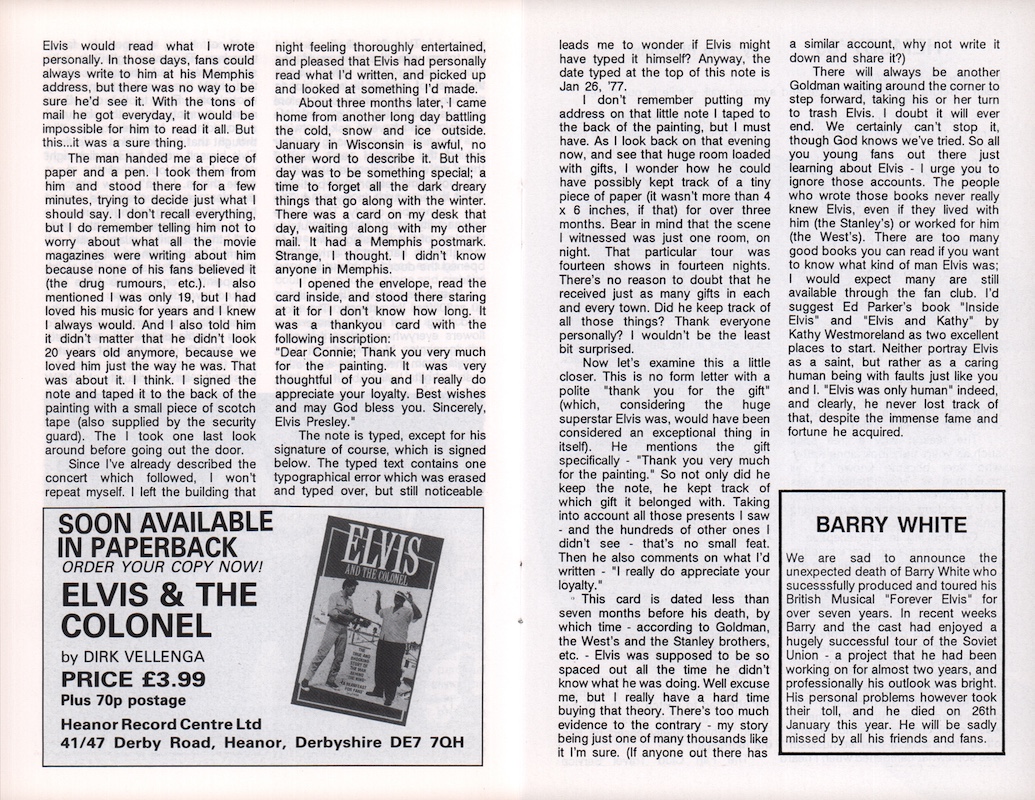 Elvis would read what I wrote
personally. In those days, fans could
always write to him at his Memphis
address, but there was no way to be
sure he'd see it. With the tons of
mail he got everyday, it would be
impossible for him to read it all. But
this...it was a sure thing.
The man handed me a piece of
paper and a pen. I took them from
him and stood there for a few
minutes, trying to decide just what I
should say. I don't recall everything,
but I do remember telling him not to
worry about what all the movie
magazines were writing about him
because none of his fans believed it
(the drug rumours, etc.). I also
mentioned I was only 19, but I had
loved his music for years and I knew
I always would. And I also told him
it didn't matter that he didn't look
20 years old anymore, because we
loved him just the way he was. That
was about it. I think. I signed the
note and taped it to the back of the
painting with a small piece of scotch
tape (also supplied by the security
guard). The I took one last look
around before going out the door.
Since I've already described the
concert which followed, I won't
repeat myself. I left the building that
night feeling thoroughly entertained,
and pleased that Elvis had personally
read what I'd written, and picked up
and looked at something I'd made.
About three months later, I came
home from another long day battling
the cold, snow and ice outside.
January in Wisconsin is awful, no
other word to describe it. But this
day was to be something special; a
time to forget all the dark dreary
things that go along with the winter.
There was a card on my desk that
day, waiting along with my other
mail. It had a Memphis postmark.
Strange, I thought. I didn't know
anyone in Memphis.
I opened the envelope, read the
card inside, and stood there staring
at it for I don't know how long. It
was a thankyou card with the
following inscription:
"Dear Connie; Thank you very much
for the painting. It was very
thoughtful of you and I really do
appreciate your loyalty. Best wishes
and may God bless you. Sincerely,
Elvis Presley."
The note is typed, except for his
signature of course, which is signed
below. The typed text contains one
typographical error which was erased
and typed over, but still noticeable
SOON AVAILABLE
IN PAPERBACK
ORDER YOUR COPY NOW!
ELVIS & THE
COLONEL
by DIRK VELLENGA
PRICE £3.99
Plus 70p postage
Heanor Record Centre Ltd
41/47 Derby Road, Heanor, Derbyshire DE7 7QH
ELVIS
AND THE COLONEL
leads me to wonder if Elvis might
have typed it himself? Anyway, the
date typed at the top of this note is
Jan 26, '77.
I don't remember putting my
address on that little note I taped to
the back of the painting, but I must
have. As I look back on that evening
now, and see that huge room loaded
with gifts, I wonder how he could
have possibly kept track of a tiny
piece of paper (it wasn't more than 4
x 6 inches, if that) for over three
months. Bear in mind that the scene
I witnessed was just one room, on
night. That particular tour was
fourteen shows in fourteen nights.
There's no reason to doubt that he
received just as many gifts in each
and every town. Did he keep track of
all those things? Thank everyone
personally? I wouldn't be the least
bit surprised.
Now let's examine this a little
closer. This is no form letter with a
polite "thank you for the gift"
(which, considering the huge
superstar Elvis was, would have been
considered an exceptional thing in
itself). He mentions the gift
specifically - "Thank you very much
for the painting." So not only did he
keep the note, he kept track of
which gift it belonged with. Taking
into account all those presents I saw
- and the hundreds of other ones I
didn't see - that's no small feat.
Then he also comments on what I'd
written - "I really do appreciate your
loyalty."
This card is dated less than
seven months before his death, by
which time - according to Goldman,
the West's and the Stanley brothers,
etc. - Elvis was supposed to be so
spaced out all the time he didn't
know what he was doing. Well excuse
me, but I really have a hard time
buying that theory. There's too much
evidence to the contrary - my story
being just one of many thousands like
it I'm sure. (If anyone out there has
a similar account, why not write it
down and share it?)
There will always be another
Goldman waiting around the corner to
step forward, taking his or her turn
to trash Elvis. I doubt it will ever
end. We certainly can't stop it,
though God knows we've tried. So all
you young fans out there just
learning about Elvis - I urge you to
ignore those accounts. The people
who wrote those books never really
knew Elvis, even if they lived with
him (the Stanley's) or worked for him
(the West's). There are too many
good books you can read if you want
to know what kind of man Elvis was;
I would expect many are still
available through the fan club. I'd
suggest Ed Parker's book "Inside
Elvis" and "Elvis and Kathy" by
Kathy Westmoreland as two excellent
places to start. Neither portray Elvis
as a saint, but rather as a caring
human being with faults just like you
and I. "Elvis was only human" indeed,
and clearly, he never lost track of
that, despite the immense fame and
fortune he acquired.
BARRY WHITE
We are sad to announce the
unexpected death of Barry White who
sucesssfully produced and toured his
British Musical "Forever Elvis" for
over seven years. In recent weeks
Barry and the cast had enjoyed a
hugely successful tour of the Soviet
Union - a project that he had been
working on for almost two years, and
professionally his outlook was bright.
His personal problems however took
their toll, and he died on 26th
January this year. He will be sadly
missed by all his friends and fans.